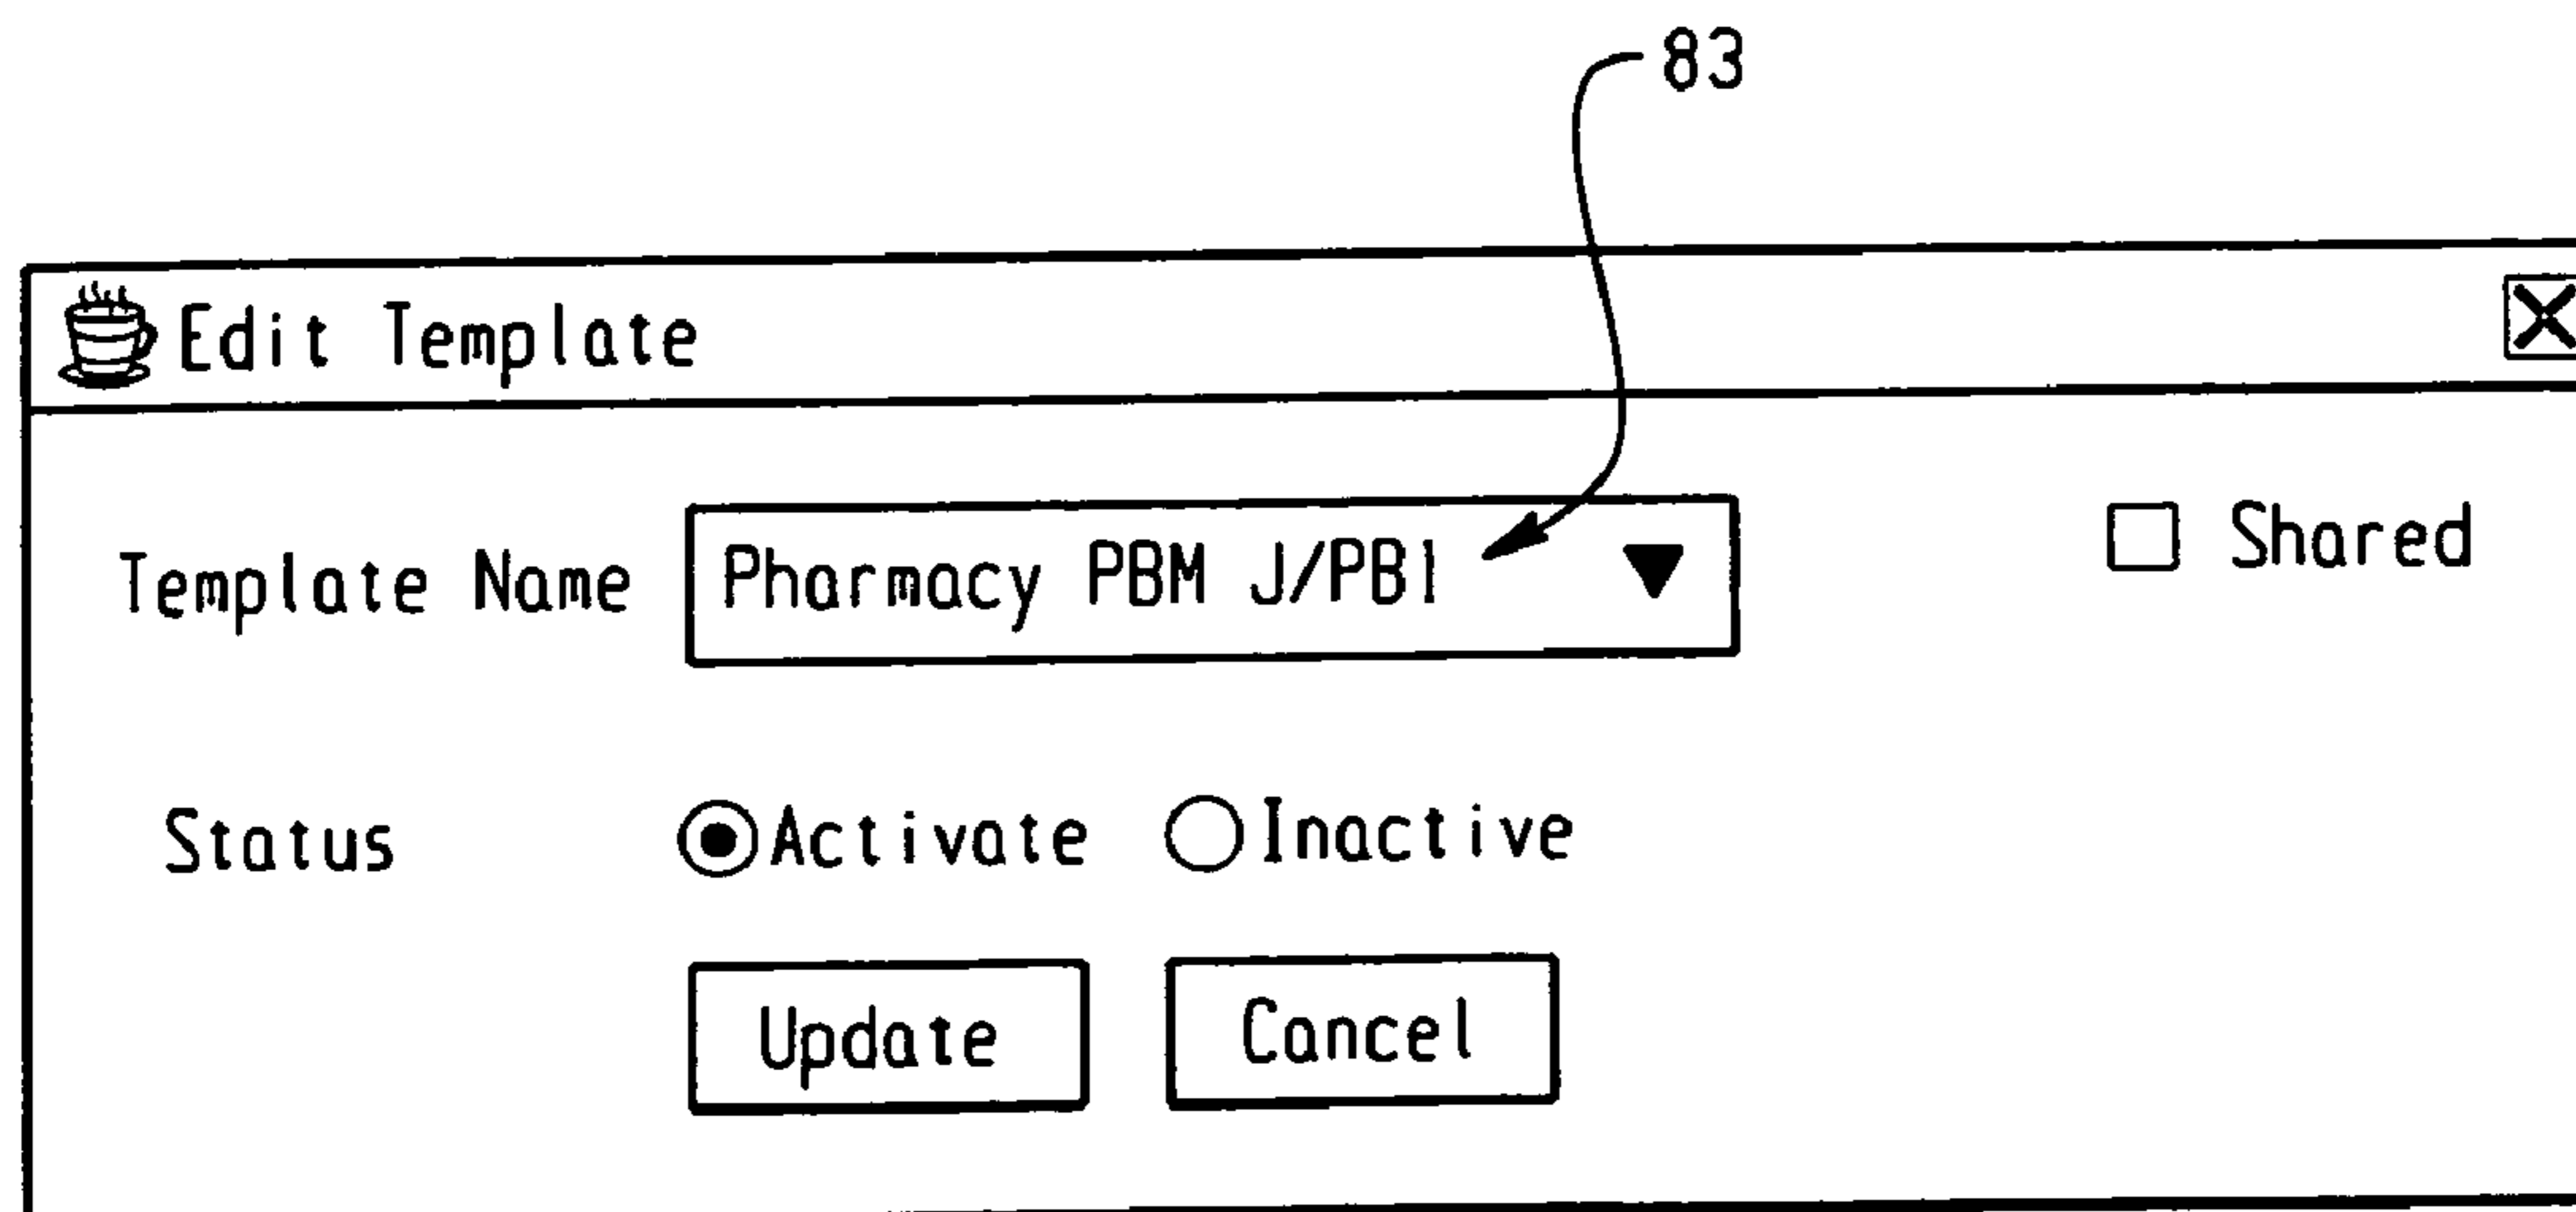 83
Edit Template
Template Name Pharmacy PBM J/PB1 Shared
Status Activate Inactive
Update Cancel